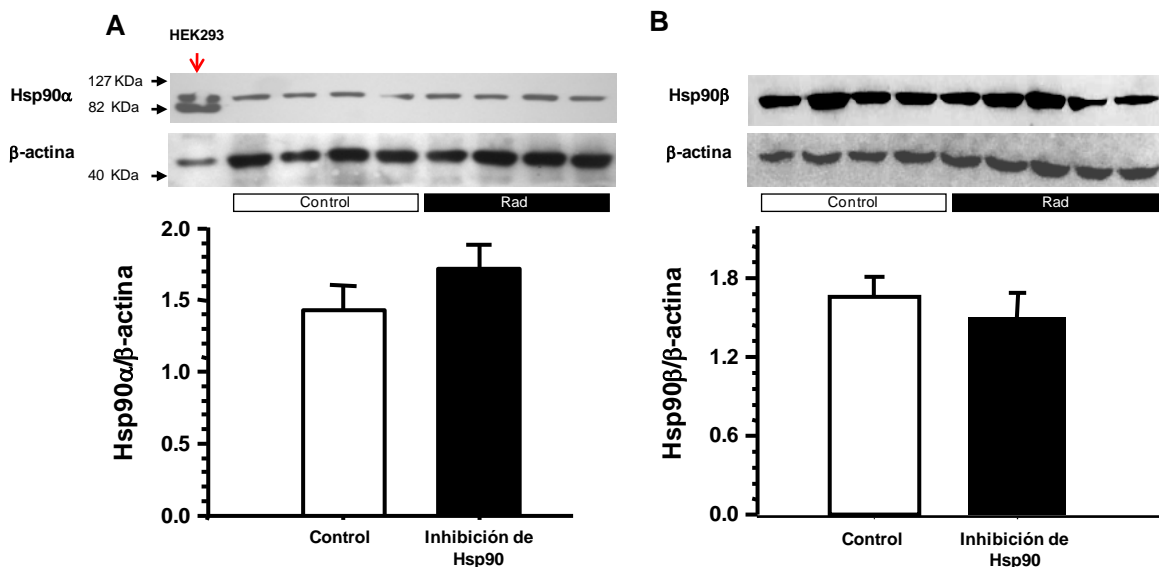 A
HEK293
127 KDa
Hsp90α
82 KDa
β-actina
40 KDa
Control
Rad
2.0
1.5
1.0
0.5
0.0
Hsp90α/β-actina
Control
Inhibición de
Hsp90
B
Hsp90β
β-actina
Control
Rad
1.8
1.2
0.6
0.0
Hsp90β/β-actina
Control
Inhibición de
Hsp90